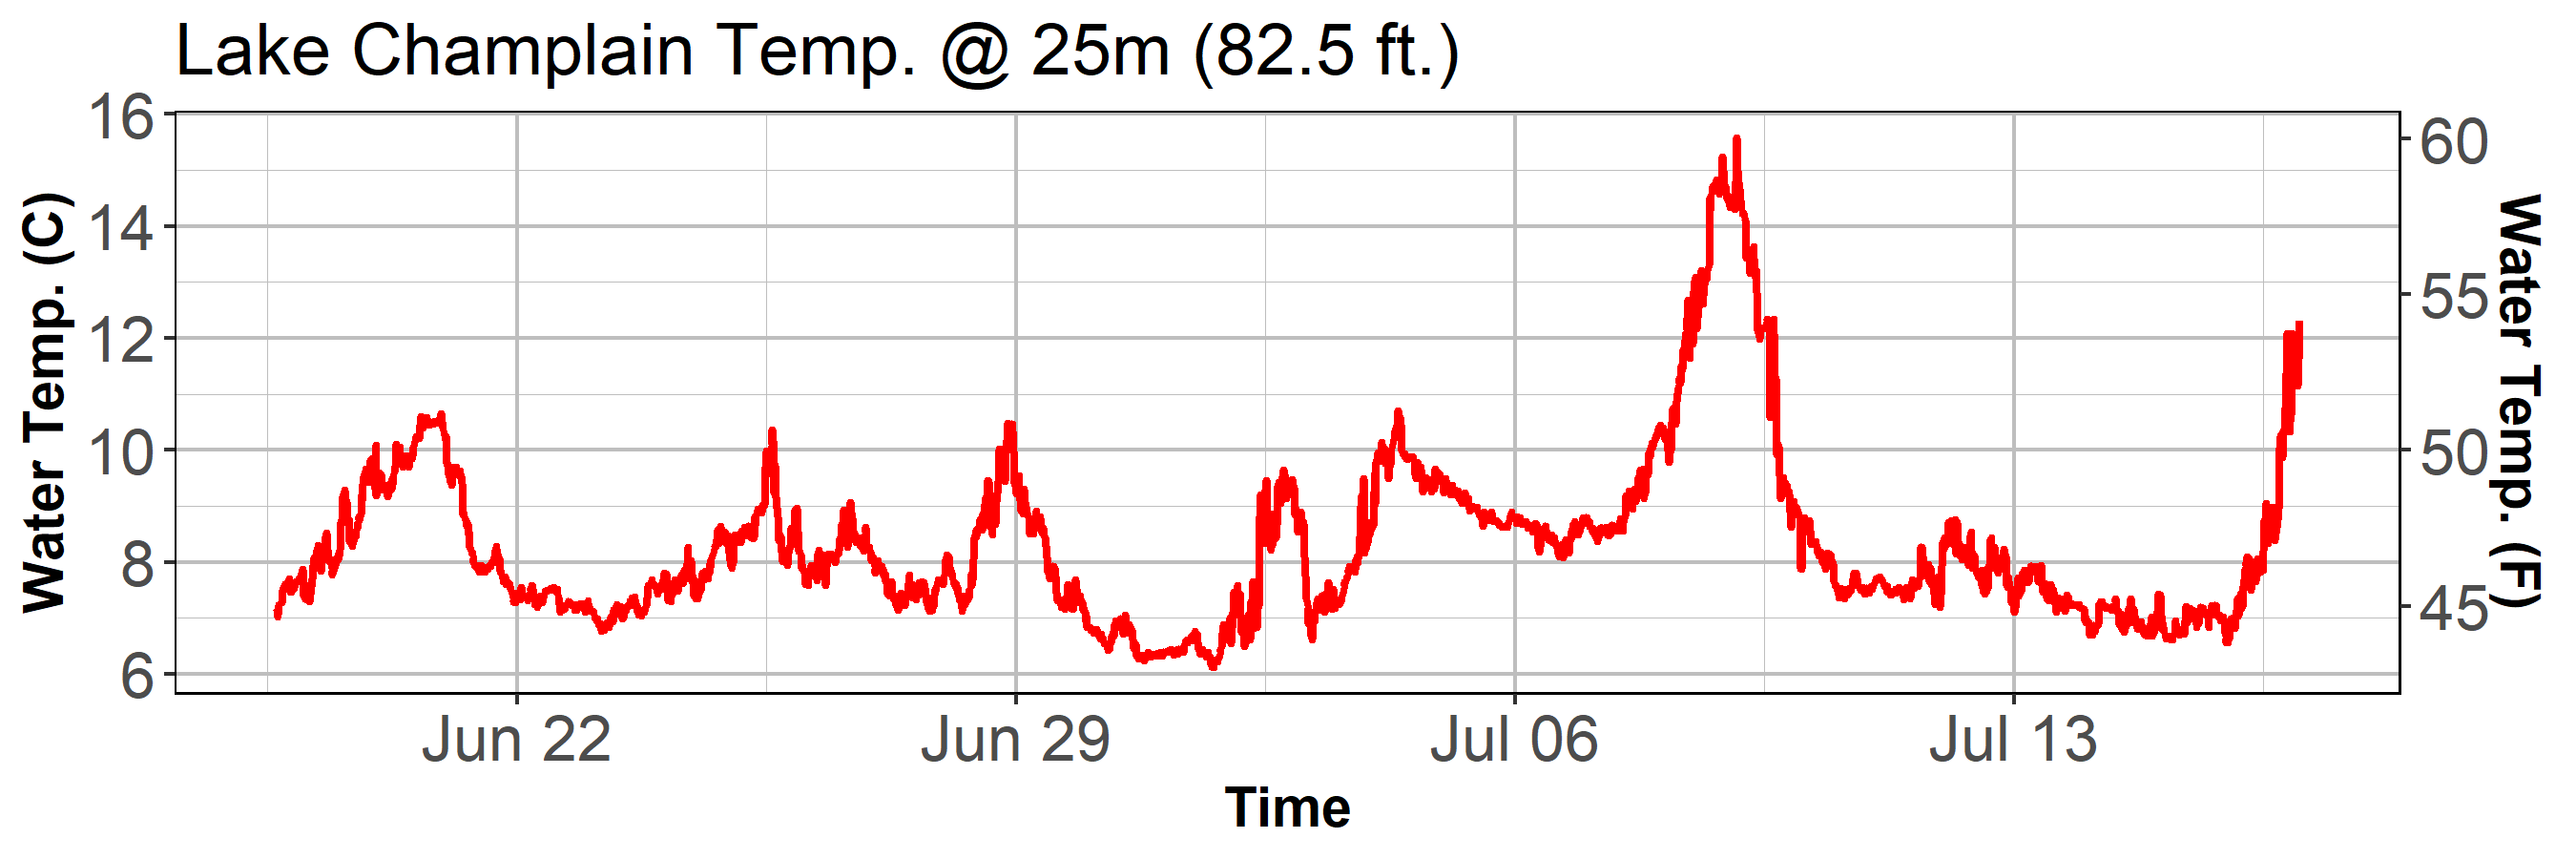 Lake Champlain Temp. @ 25m (82.5 ft.)
Water Temp. (C)
16
14
12
10
8
6
60
55
50
45
Water Temp. (F)
Jun 22 Jun 29 Jul 06 Jul 13
Time